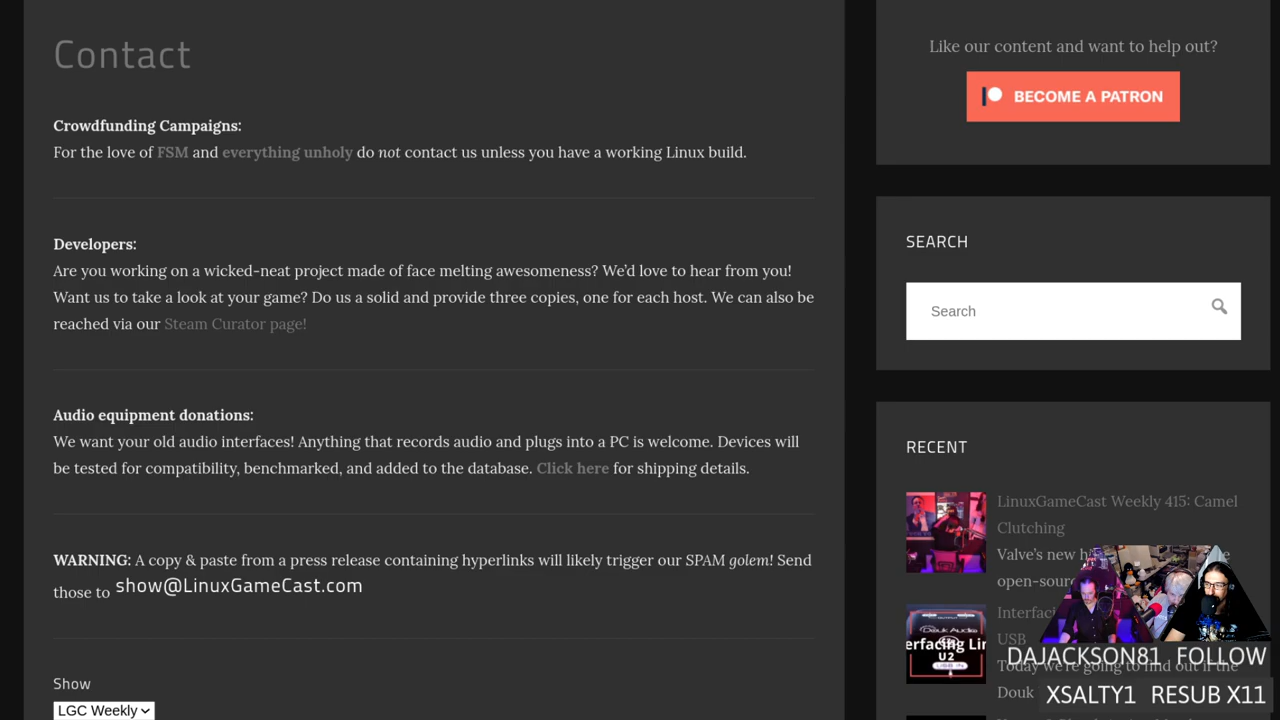 Contact
Crowdfunding Campaigns:
For the love of FSM and everything unholy do not contact us unless you have a working Linux build.
Developers:
Are you working on a wicked-neat project made of face melting awesomeness? We’d love to hear from you!
Want us to take a look at your game? Do us a solid and provide three copies, one for each host. We can also be
reached via our Steam Curator page!
Audio equipment donations:
We want your old audio interfaces! Anything that records audio and plugs into a PC is welcome. Devices will
be tested for compatibility, benchmarked, and added to the database. Click here for shipping details.
WARNING: A copy & paste from a press release containing hyperlinks will likely trigger our SPAM golem! Send
those to show@LinuxGameCast.com
Show
LGC Weekly
Like our content and want to help out?
BECOME A PATRON
SEARCH
Search
RECENT
LinuxGameCast Weekly 415: Camel
Clutching
Valve’s new
open-sour
Interfaci
USB
Today we’re going to find out if the
Douk
Douk Audio
erfacing Lin
U2
DAJACKSON81 FOLLOW
XSALTY1 RESUB X11